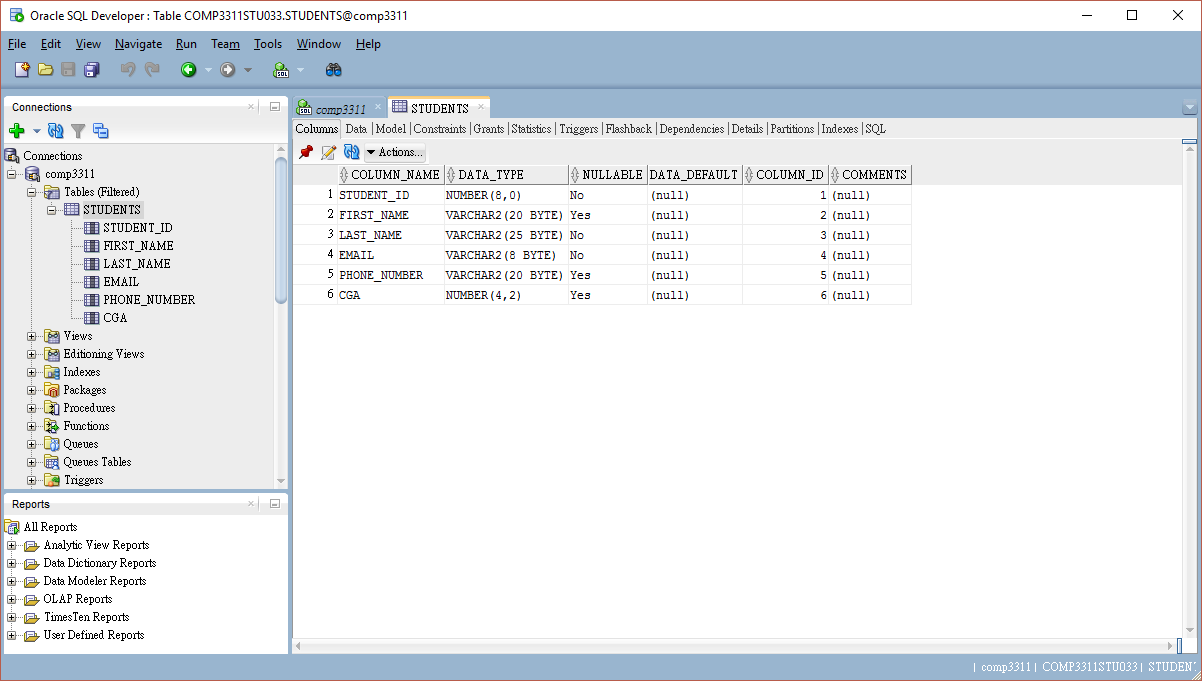 Oracle SQL Developer : Table COMP3311STU033.STUDENTS@comp3311
File Edit View Navigate Run Team Tools Window Help
Connections
Connections
comp3311
Tables (Filtered)
STUDENTS
STUDENT_ID
FIRST_NAME
LAST_NAME
EMAIL
PHONE_NUMBER
CGA
Views
Editioning Views
Indexes
Packages
Procedures
Functions
Queues
Queues Tables
Triggers
Reports
All Reports
Analytic View Reports
Data Dictionary Reports
Data Modeler Reports
OLAP Reports
TimesTen Reports
User Defined Reports
comp3311 STUDENTS
Columns Data |Model |Constraints |Grants |Statistics |Triggers |Flashback |Dependencies |Details |Partitions |Indexes |SQL
Actions...
COLUMN_NAME DATA_TYPE NULLABLE DATA_DEFAULT COLUMN_ID COMMENTS
1 STUDENT_ID NUMBER(8,0) No (null) 1 (null)
2 FIRST_NAME VARCHAR2(20 BYTE) Yes (null) 2 (null)
3 LAST_NAME VARCHAR2(25 BYTE) No (null) 3 (null)
4 EMAIL VARCHAR2(8 BYTE) No (null) 4 (null)
5 PHONE_NUMBER VARCHAR2(20 BYTE) Yes (null) 5 (null)
6 CGA NUMBER(4,2) Yes (null) 6 (null)
| comp3311 | COMP3311STU033 | STUDEN